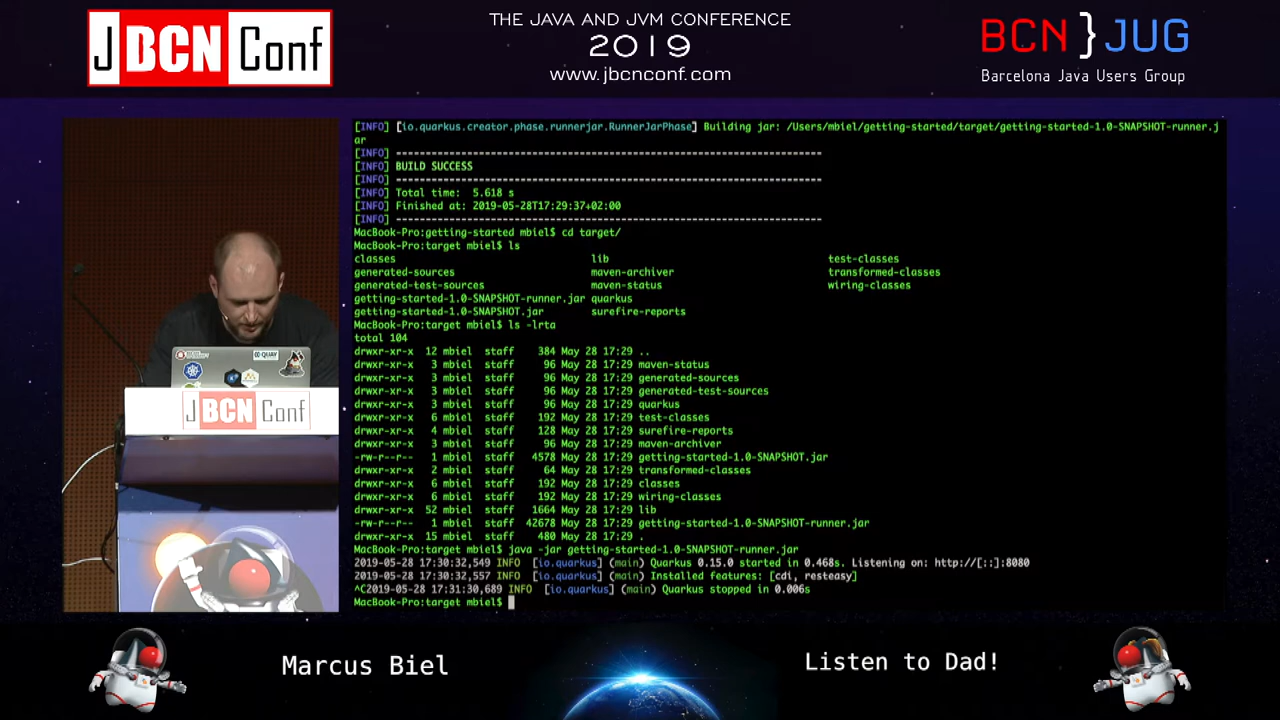 JBCNConf
THE JAVA AND JVM CONFERENCE
2019
www.jbcnconf.com
BCN}JUG
Barcelona Java Users Group
[INFO] [io.quarkus.creator.phase.runnerjar.RunnerJarPhase] Building jar: /Users/mbiel/getting-started/target/getting-started-1.0-SNAPSHOT-runner.j
ar
[INFO] ------------------------------------------------------------------------
[INFO] BUILD SUCCESS
[INFO] ------------------------------------------------------------------------
[INFO] Total time:  5.618 s
[INFO] Finished at: 2019-05-28T17:29:37+02:00
[INFO] ------------------------------------------------------------------------
MacBook-Pro:getting-started mbiel$ cd target/
MacBook-Pro:target mbiel$ ls
classes lib test-classes
generated-sources maven-archiver transformed-classes
generated-test-sources maven-status wiring-classes
getting-started-1.0-SNAPSHOT-runner.jar quarkus
getting-started-1.0-SNAPSHOT.jar surefire-reports
MacBook-Pro:target mbiel$ ls -lrta
total 104
drwxr-xr-x  12 mbiel  staff    384 May 28 17:29 ..
drwxr-xr-x   3 mbiel  staff     96 May 28 17:29 maven-status
drwxr-xr-x   3 mbiel  staff     96 May 28 17:29 generated-sources
drwxr-xr-x   3 mbiel  staff     96 May 28 17:29 generated-test-sources
drwxr-xr-x   3 mbiel  staff     96 May 28 17:29 quarkus
drwxr-xr-x   6 mbiel  staff    192 May 28 17:29 test-classes
drwxr-xr-x   4 mbiel  staff    128 May 28 17:29 surefire-reports
drwxr-xr-x   3 mbiel  staff     96 May 28 17:29 maven-archiver
-rw-r--r--   1 mbiel  staff   4578 May 28 17:29 getting-started-1.0-SNAPSHOT.jar
drwxr-xr-x   2 mbiel  staff     64 May 28 17:29 transformed-classes
drwxr-xr-x   6 mbiel  staff    192 May 28 17:29 classes
drwxr-xr-x   6 mbiel  staff    192 May 28 17:29 wiring-classes
drwxr-xr-x  52 mbiel  staff   1664 May 28 17:29 lib
-rw-r--r--   1 mbiel  staff  42678 May 28 17:29 getting-started-1.0-SNAPSHOT-runner.jar
drwxr-xr-x  15 mbiel  staff    480 May 28 17:29 .
MacBook-Pro:target mbiel$ java -jar getting-started-1.0-SNAPSHOT-runner.jar
2019-05-28 17:30:32,549 INFO  [io.quarkus] (main) Quarkus 0.15.0 started in 0.468s. Listening on: http://[::]:8080
2019-05-28 17:30:32,557 INFO  [io.quarkus] (main) Installed features: [cdi, resteasy]
^C2019-05-28 17:31:30,689 INFO  [io.quarkus] (main) Quarkus stopped in 0.006s
MacBook-Pro:target mbiel$
QUAY
JBCNConf
Marcus Biel
Listen to Dad!